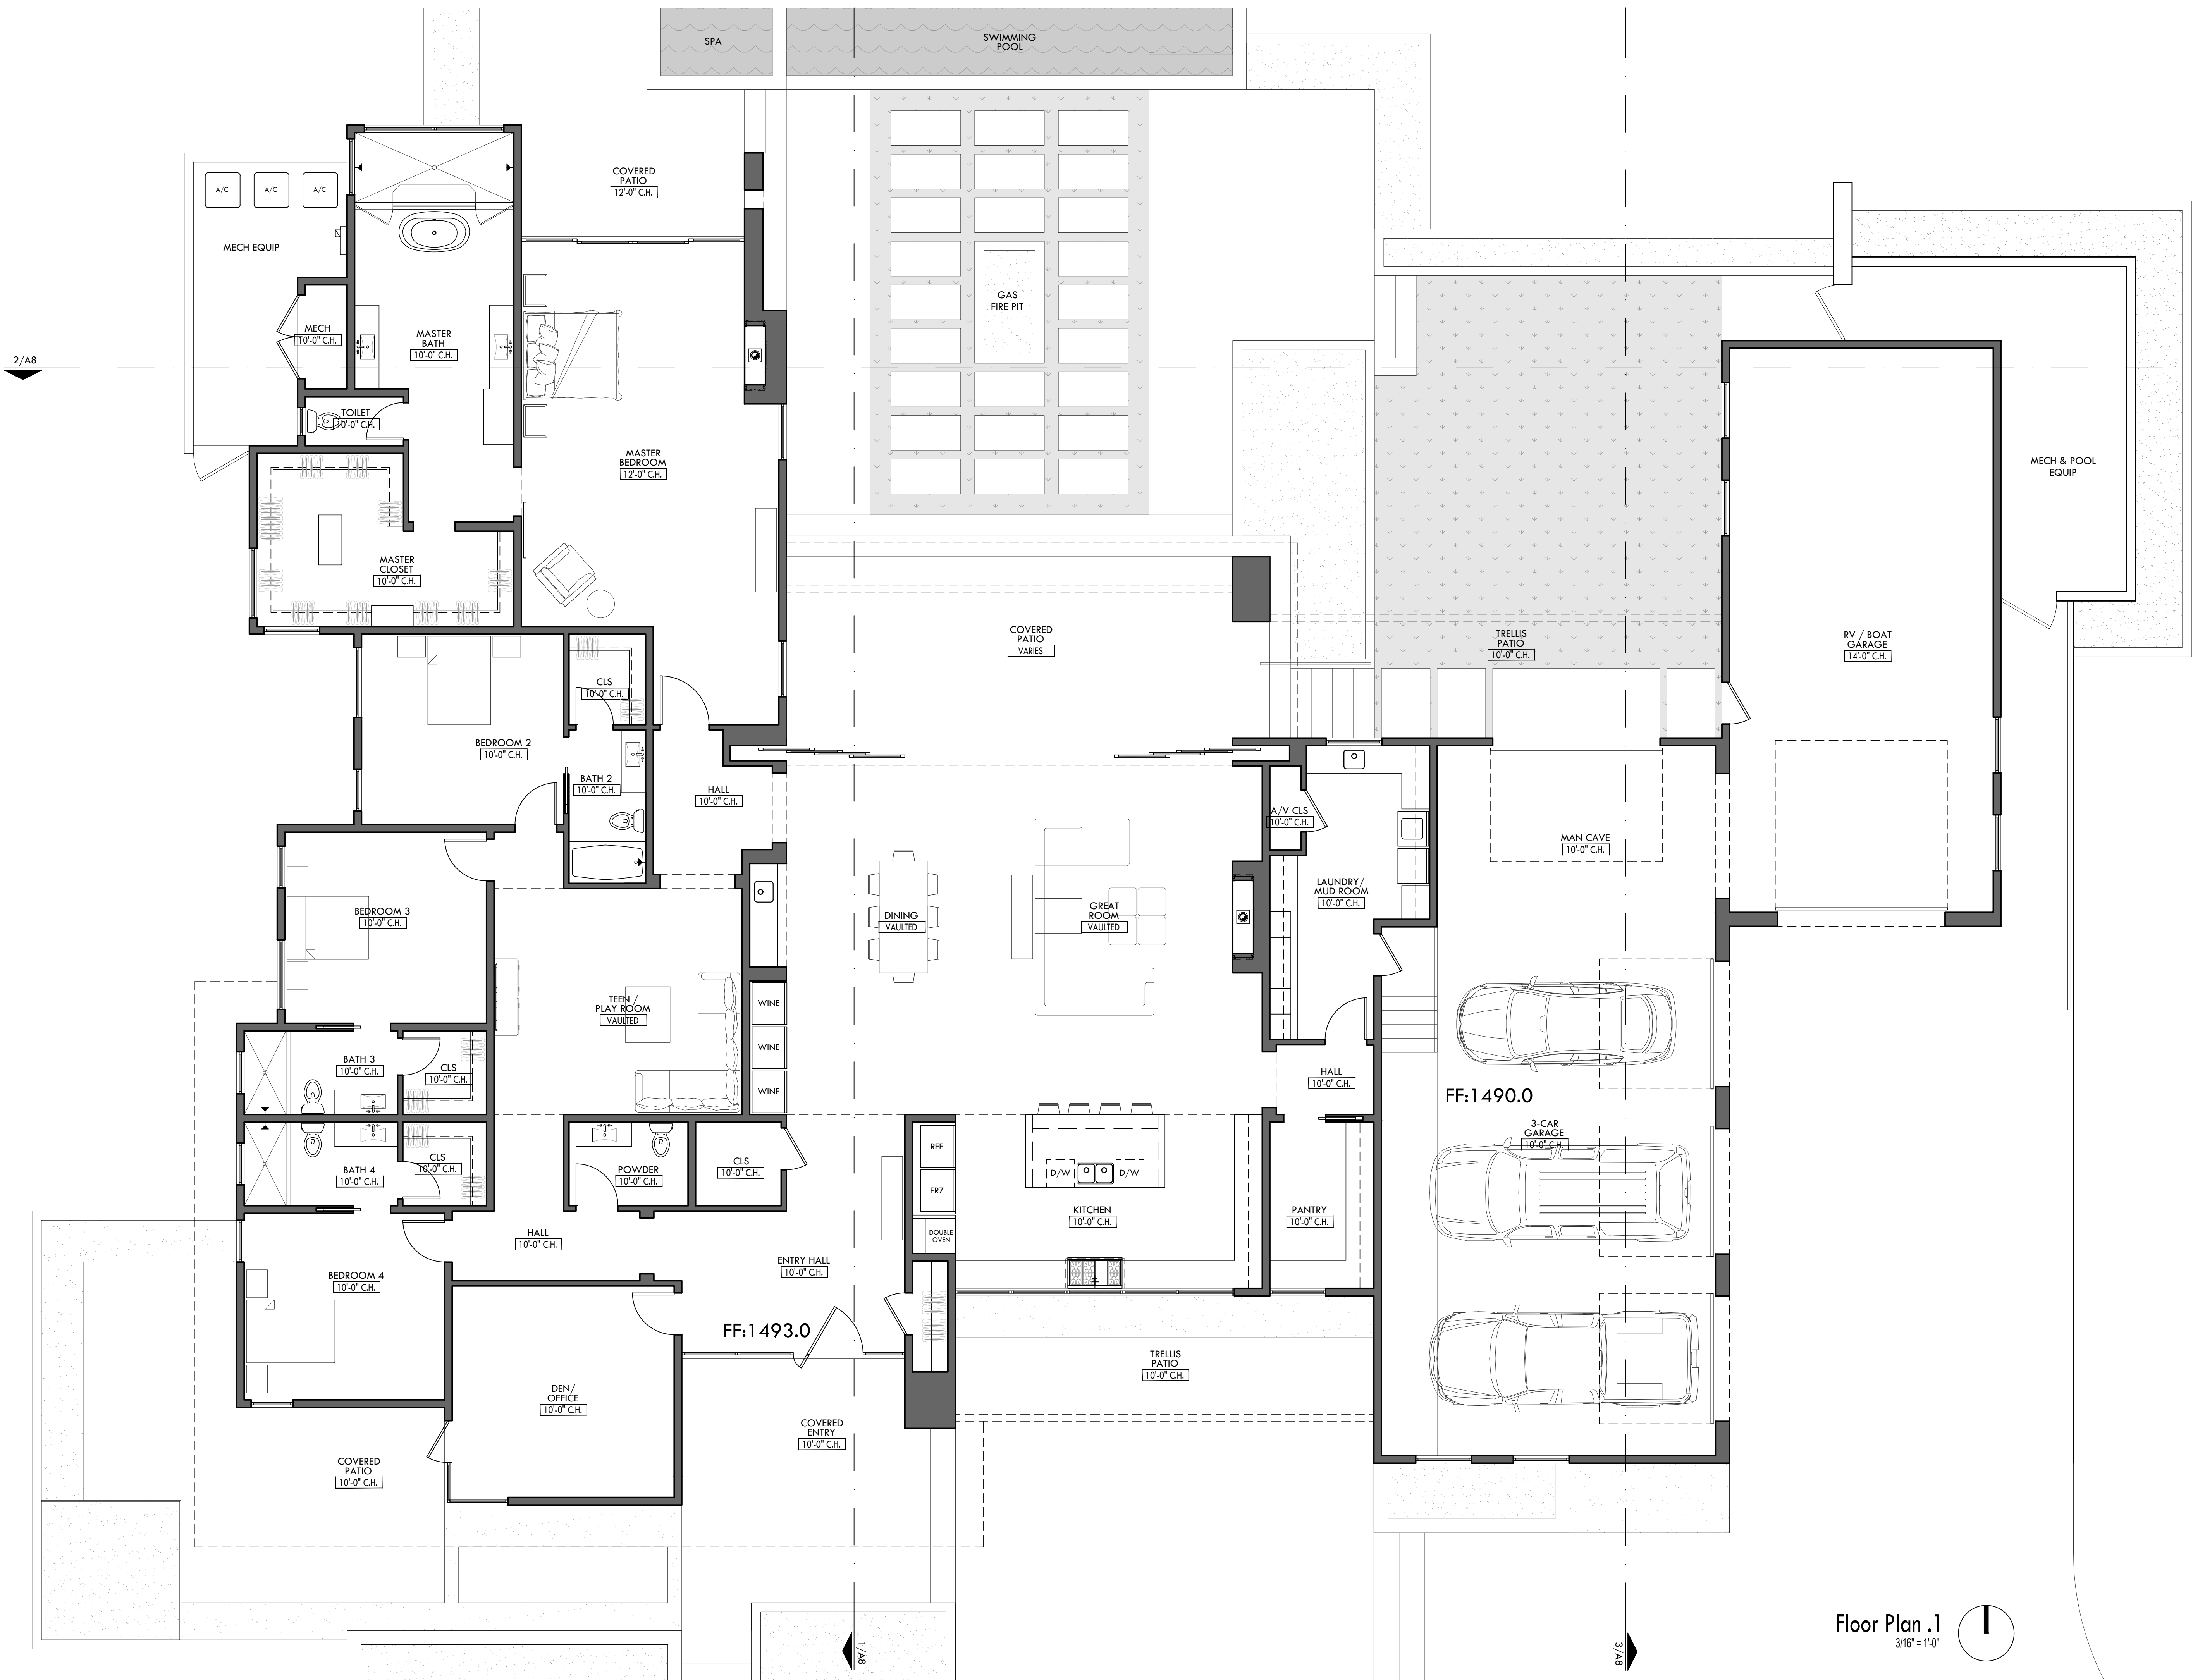 SPA
SWIMMING
POOL
A/C
A/C
A/C
COVERED
PATIO
12'-0" C.H.
MECH EQUIP
MECH
10'-0" C.H.
MASTER
BATH
10'-0" C.H.
GAS
FIRE PIT
2/A8
TOILET
10'-0" C.H.
MASTER
BEDROOM
12'-0" C.H.
MECH & POOL
EQUIP
MASTER
CLOSET
10'-0" C.H.
COVERED
PATIO
VARIES
TRELLIS
PATIO
10'-0" C.H.
RV / BOAT
GARAGE
14'-0" C.H.
CLS
10'-0" C.H.
BEDROOM 2
10'-0" C.H.
BATH 2
10'-0" C.H.
HALL
10'-0" C.H.
A/V CLS
10'-0" C.H.
MAN CAVE
10'-0" C.H.
BEDROOM 3
10'-0" C.H.
DINING
VAULTED
GREAT
ROOM
VAULTED
LAUNDRY/
MUD ROOM
10'-0" C.H.
TEEN /
PLAY ROOM
VAULTED
WINE
WINE
WINE
BATH 3
10'-0" C.H.
CLS
10'-0" C.H.
HALL
10'-0" C.H.
FF:1490.0
3-CAR
GARAGE
10'-0" C.H.
BATH 4
10'-0" C.H.
CLS
10'-0" C.H.
POWDER
10'-0" C.H.
CLS
10'-0" C.H.
REF
FRZ
DOUBLE
OVEN
D/W
D/W
KITCHEN
10'-0" C.H.
PANTRY
10'-0" C.H.
HALL
10'-0" C.H.
ENTRY HALL
10'-0" C.H.
BEDROOM 4
10'-0" C.H.
FF:1493.0
TRELLIS
PATIO
10'-0" C.H.
DEN/
OFFICE
10'-0" C.H.
COVERED
ENTRY
10'-0" C.H.
COVERED
PATIO
10'-0" C.H.
1/A8
3/A8
Floor Plan .1
3/16" = 1'-0"